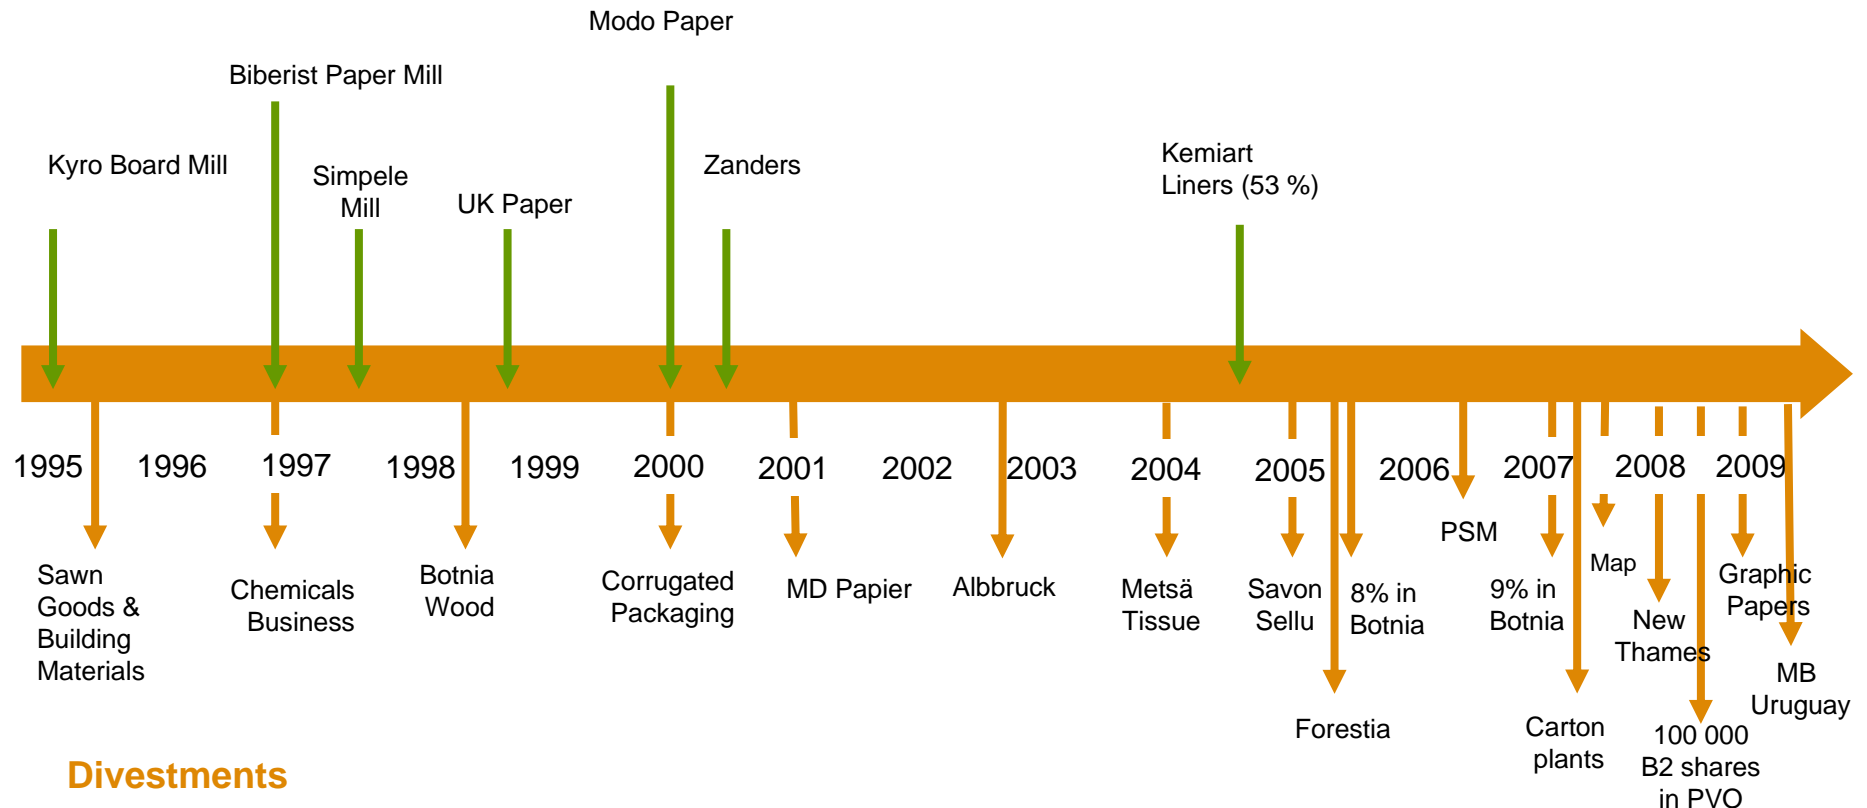 Modo Paper
Biberist Paper Mill
Kyro Board Mill
Simpele
Mill
UK Paper
Zanders
Kemiart
Liners (53 %)
1995
1996
1997
1998
1999
2000
2001
2002
2003
2004
2005
2006
2007
2008
2009
Sawn
Goods &
Building
Materials
Chemicals
Business
Botnia
Wood
Corrugated
Packaging
MD Papier
Albbruck
Metsä
Tissue
Savon
Sellu
Forestia
8% in
Botnia
PSM
9% in
Botnia
Carton
plants
Map
New
Thames
100 000
B2 shares
in PVO
Graphic
Papers
MB
Uruguay
Divestments